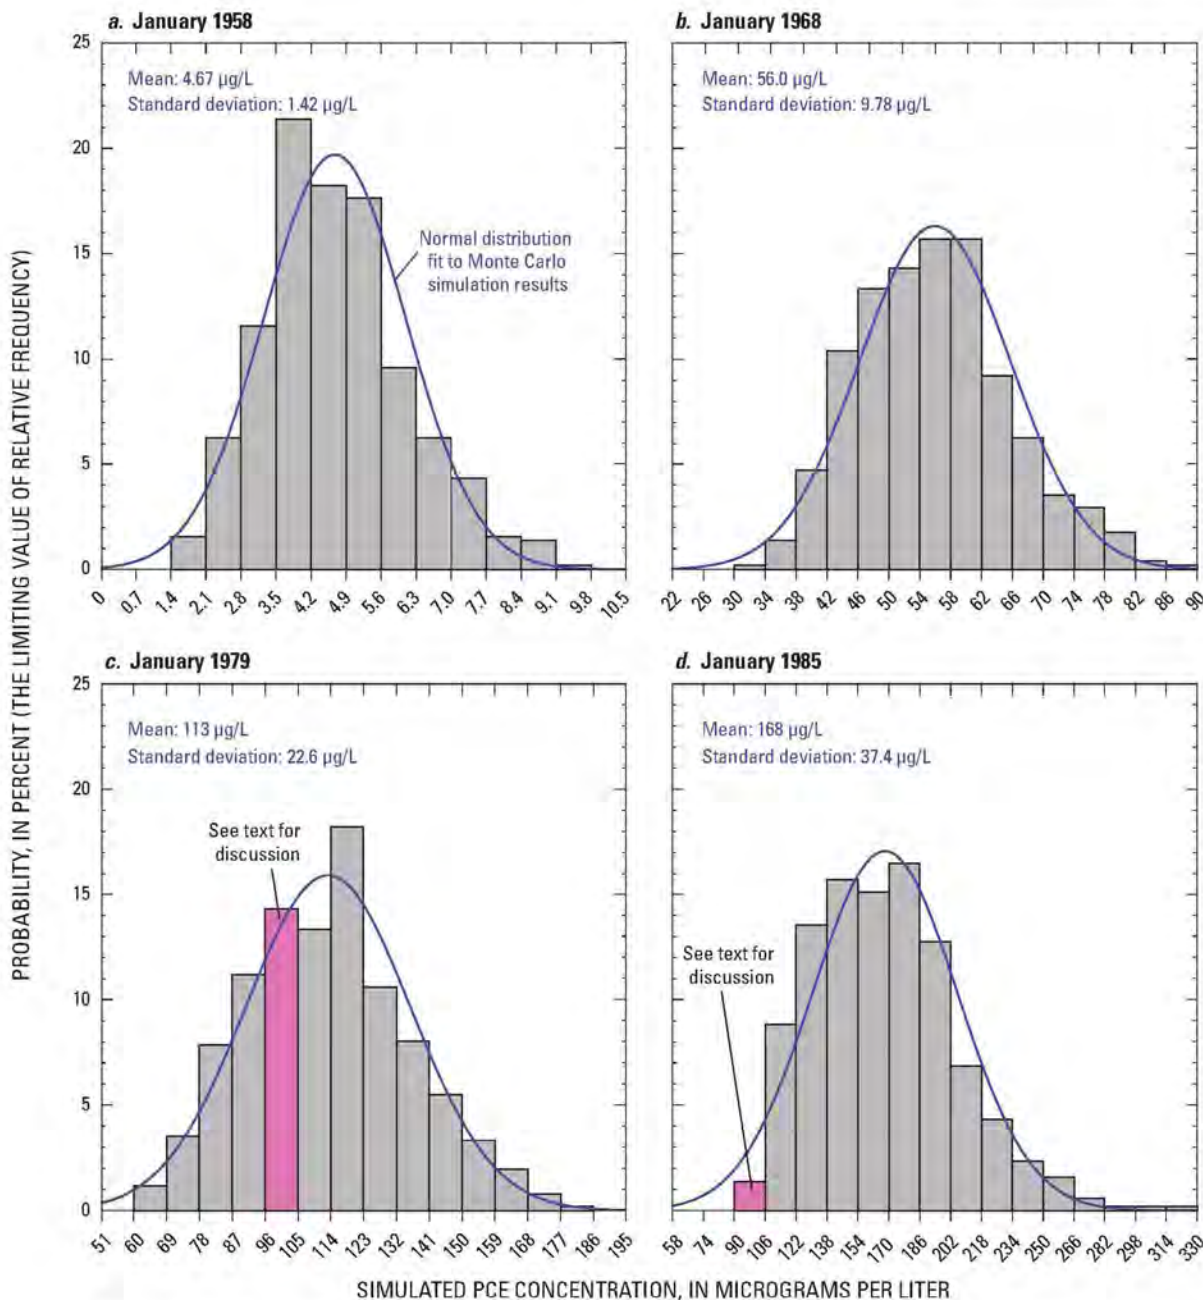 a. January 1958
Mean: 4.67 µg/L
Standard deviation: 1.42 µg/L
Normal distribution
fit to Monte Carlo
simulation results
25
20
15
10
5
0
0 0.7 1.4 2.1 2.8 3.5 4.2 4.9 5.6 6.3 7.0 7.7 8.4 9.1 9.8 10.5
b. January 1968
Mean: 56.0 µg/L
Standard deviation: 9.78 µg/L
22 26 30 34 38 42 46 50 54 58 62 66 70 74 78 82 86 90
PROBABILITY, IN PERCENT (THE LIMITING VALUE OF RELATIVE FREQUENCY)
c. January 1979
Mean: 113 µg/L
Standard deviation: 22.6 µg/L
See text for
discussion
25
20
15
10
5
0
51 60 69 78 87 96 105 114 123 132 141 150 159 168 177 186 195
d. January 1985
Mean: 168 µg/L
Standard deviation: 37.4 µg/L
See text for
discussion
58 74 90 106 122 138 154 170 186 202 218 234 250 266 282 298 314 330
SIMULATED PCE CONCENTRATION, IN MICROGRAMS PER LITER